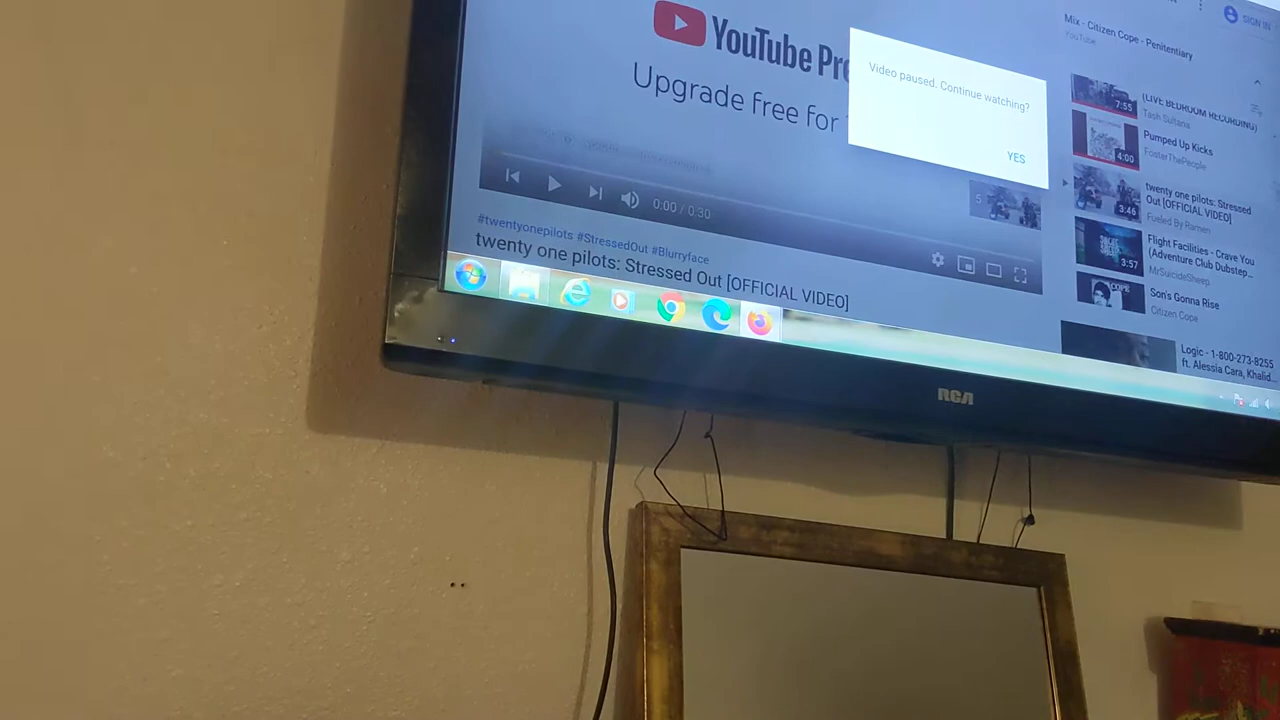 YouTube Pre
Upgrade free for
Video paused. Continue watching?
YES
0:00 / 0:30
5
#twentyonepilots #StressedOut #Blurryface
twenty one pilots: Stressed Out [OFFICIAL VIDEO]
SIGN IN
Mix - Citizen Cope - Penitentiary
YouTube
7:55
(LIVE BEDROOM RECORDING)
Tash Sultana
4:00
Pumped Up Kicks
FosterThePeople
3:46
twenty one pilots: Stressed
Out [OFFICIAL VIDEO]
Fueled By Ramen
3:57
Flight Facilities - Crave You
(Adventure Club Dubstep...
MrSuicideSheep
Son's Gonna Rise
Citizen Cope
Logic - 1-800-273-8255
ft. Alessia Cara, Khalid...
RCA